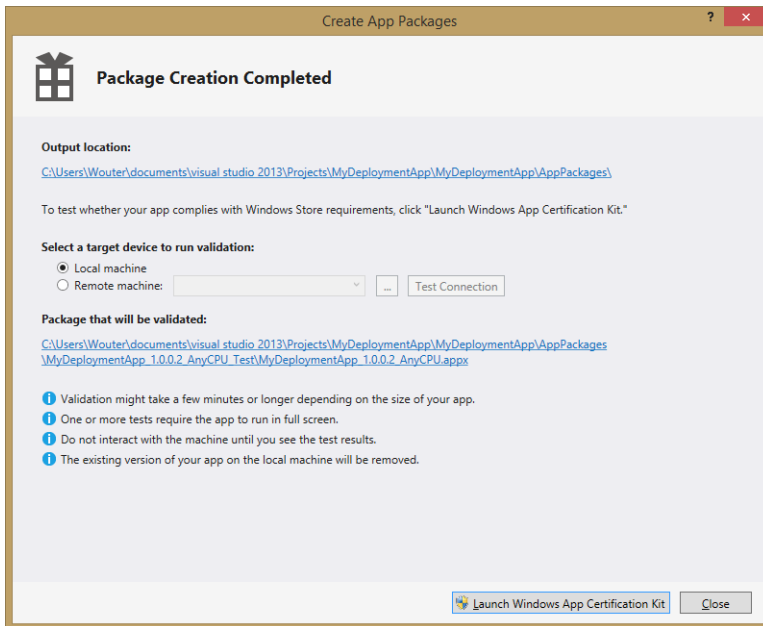 Create App Packages
?
Package Creation Completed
Output location:
C:\Users\Wouter\documents\visual studio 2013\Projects\MyDeploymentApp\MyDeploymentApp\AppPackages\
To test whether your app complies with Windows Store requirements, click "Launch Windows App Certification Kit."
Select a target device to run validation:
Local machine
Remote machine:
...
Test Connection
Package that will be validated:
C:\Users\Wouter\documents\visual studio 2013\Projects\MyDeploymentApp\MyDeploymentApp\AppPackages
\MyDeploymentApp_1.0.0.2_AnyCPU_Test\MyDeploymentApp_1.0.0.2_AnyCPU.appx
Validation might take a few minutes or longer depending on the size of your app.
One or more tests require the app to run in full screen.
Do not interact with the machine until you see the test results.
The existing version of your app on the local machine will be removed.
Launch Windows App Certification Kit
Close